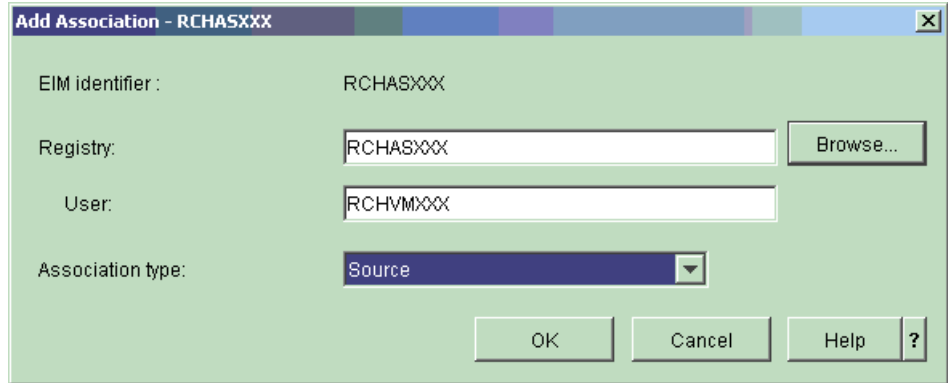 Add Association - RCHASXXX
EIM identifier : RCHASXXX
Registry: RCHASXXX Browse...
User: RCHVMXXX
Association type: Source
OK Cancel Help ?